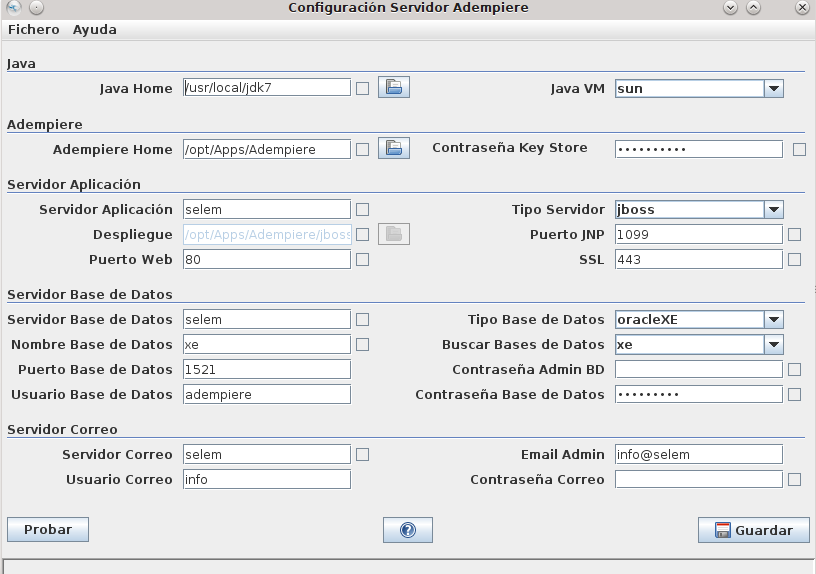 Configuración Servidor Adempiere
Fichero Ayuda
Java
Java Home /usr/local/jdk7 Java VM sun
Adempiere
Adempiere Home /opt/Apps/Adempiere Contraseña Key Store ••••••••••
Servidor Aplicación
Servidor Aplicación selem Tipo Servidor jboss
Despliegue /opt/Apps/Adempiere/jboss Puerto JNP 1099
Puerto Web 80 SSL 443
Servidor Base de Datos
Servidor Base de Datos selem Tipo Base de Datos oracleXE
Nombre Base de Datos xe Buscar Bases de Datos xe
Puerto Base de Datos 1521 Contraseña Admin BD
Usuario Base de Datos adempiere Contraseña Base de Datos •••••••••
Servidor Correo
Servidor Correo selem Email Admin info@selem
Usuario Correo info Contraseña Correo
Probar ? Guardar